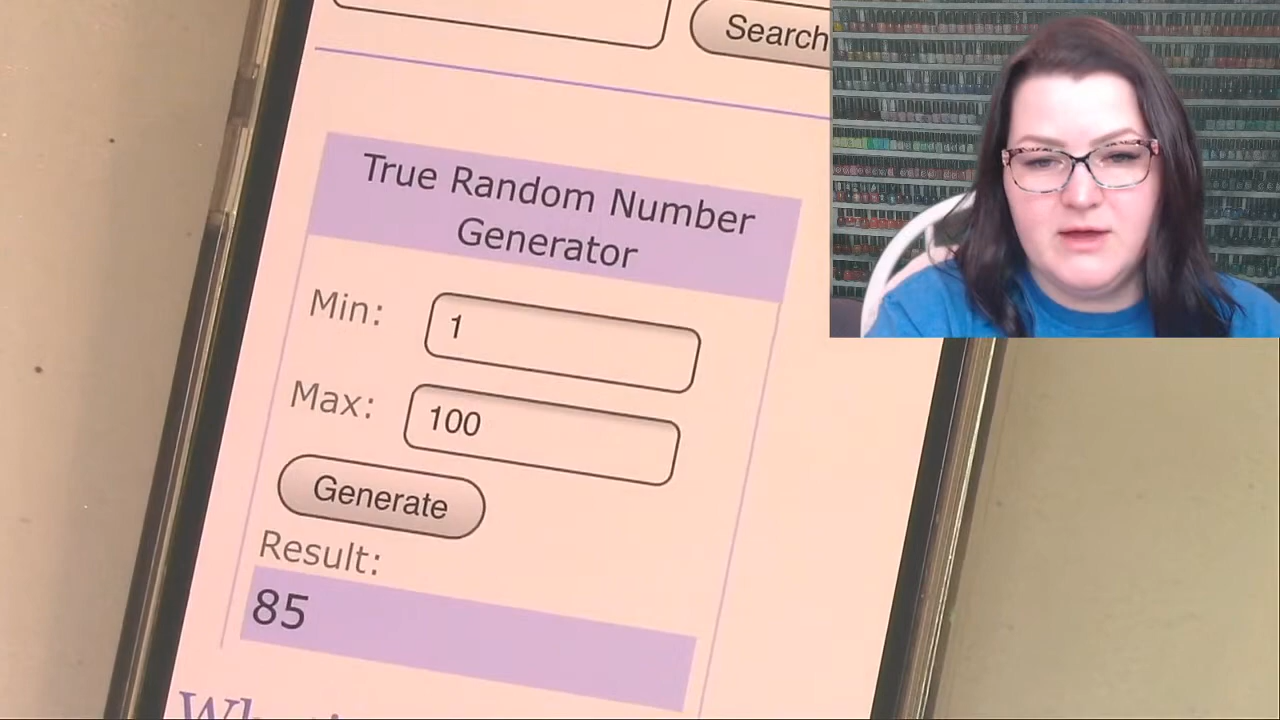 Search
True Random Number
Generator
Min: 1
Max: 100
Generate
Result:
85